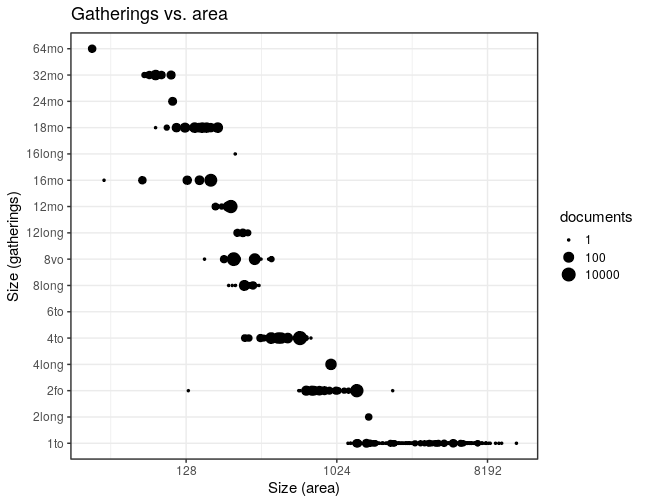 Gatherings vs. area
64mo
32mo
24mo
18mo
16long
16mo
12mo
12long
8vo
8long
6to
4to
4long
2fo
2long
1to
Size (gatherings)
128
1024
8192
Size (area)
documents
1
100
10000